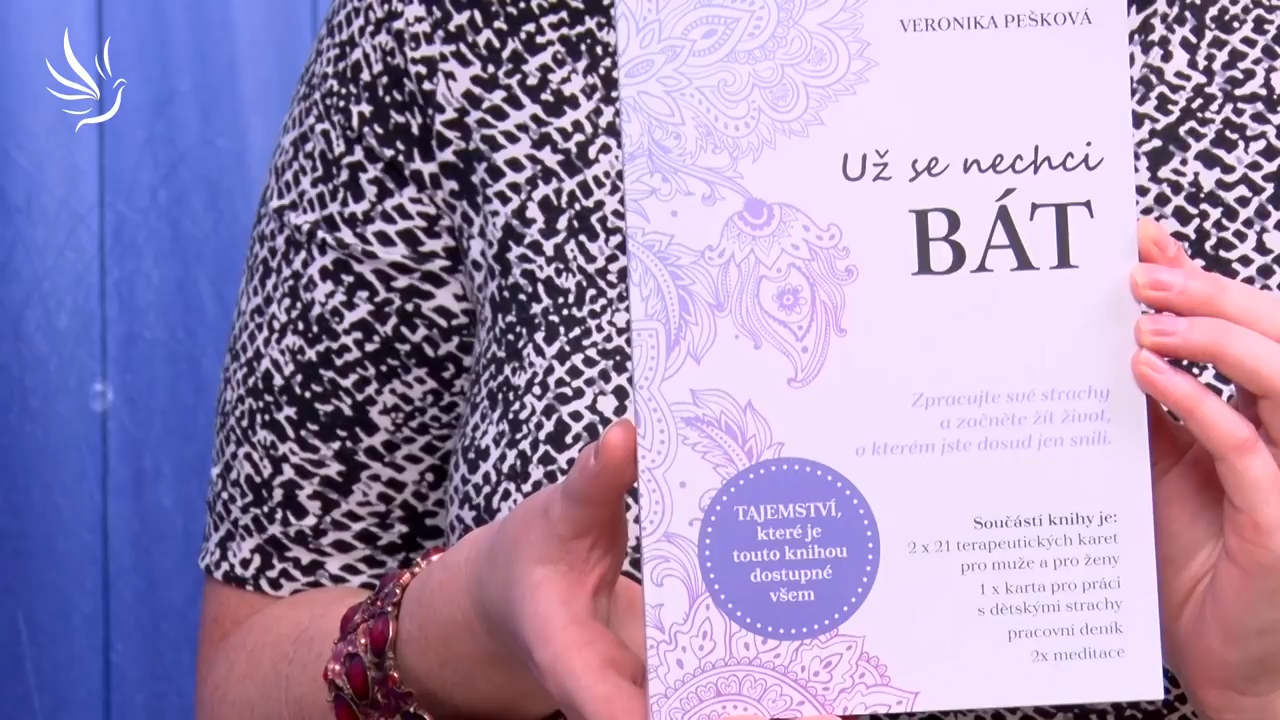 VERONIKA PEŠKOVÁ
Už se nechci
BÁT
Zpracujte své strachy
a začněte žít život,
o kterém jste dosud jen snili.
TAJEMSTVÍ,
které je
touto knihou
dostupné
všem
Součástí knihy je:
2 x 21 terapeutických karet
pro muže a pro ženy
1 x karta pro práci
s dětskými strachy
pracovní deník
2x meditace